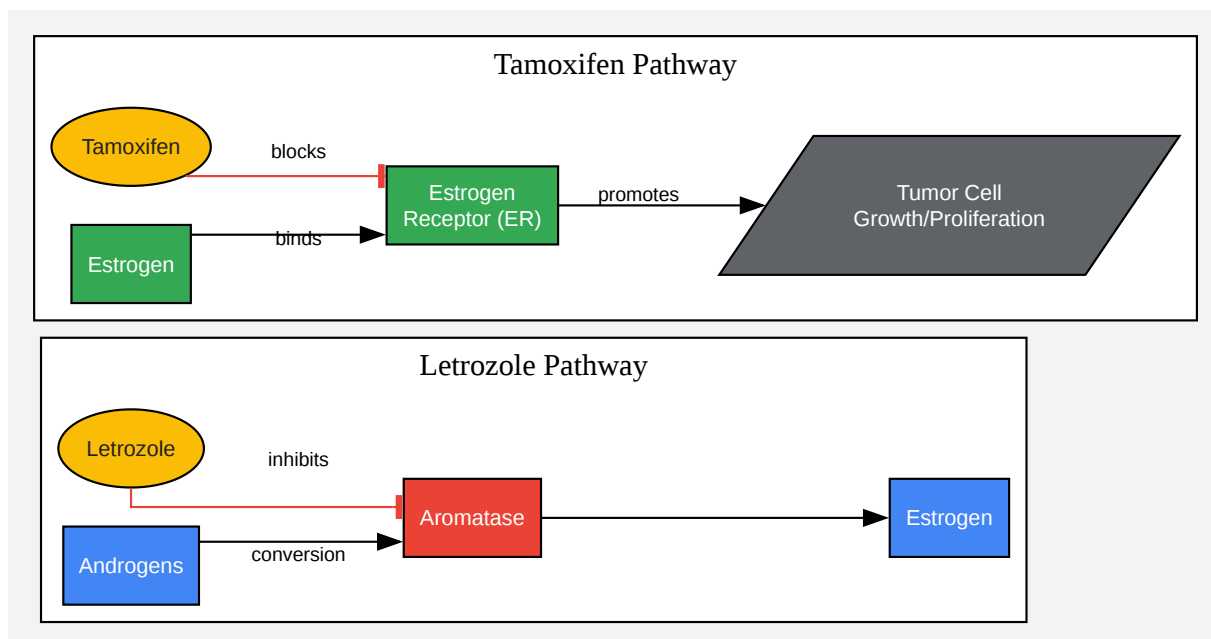 Tamoxifen Pathway
Tamoxifen
blocks
Estrogen
Receptor (ER)
promotes
Tumor Cell
Growth/Proliferation
Estrogen
binds
Letrozole Pathway
Letrozole
inhibits
Aromatase
Estrogen
Androgens
conversion